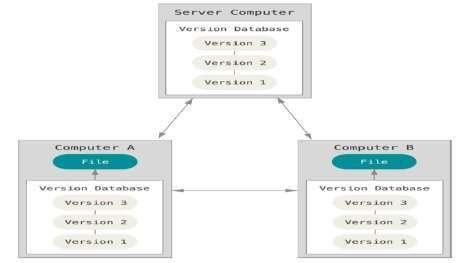 Server Computer
Version Database
Version 3
Version 2
Version 1
Computer A
File
Version Database
Version 3
Version 2
Version 1
Computer B
File
Version Database
Version 3
Version 2
Version 1